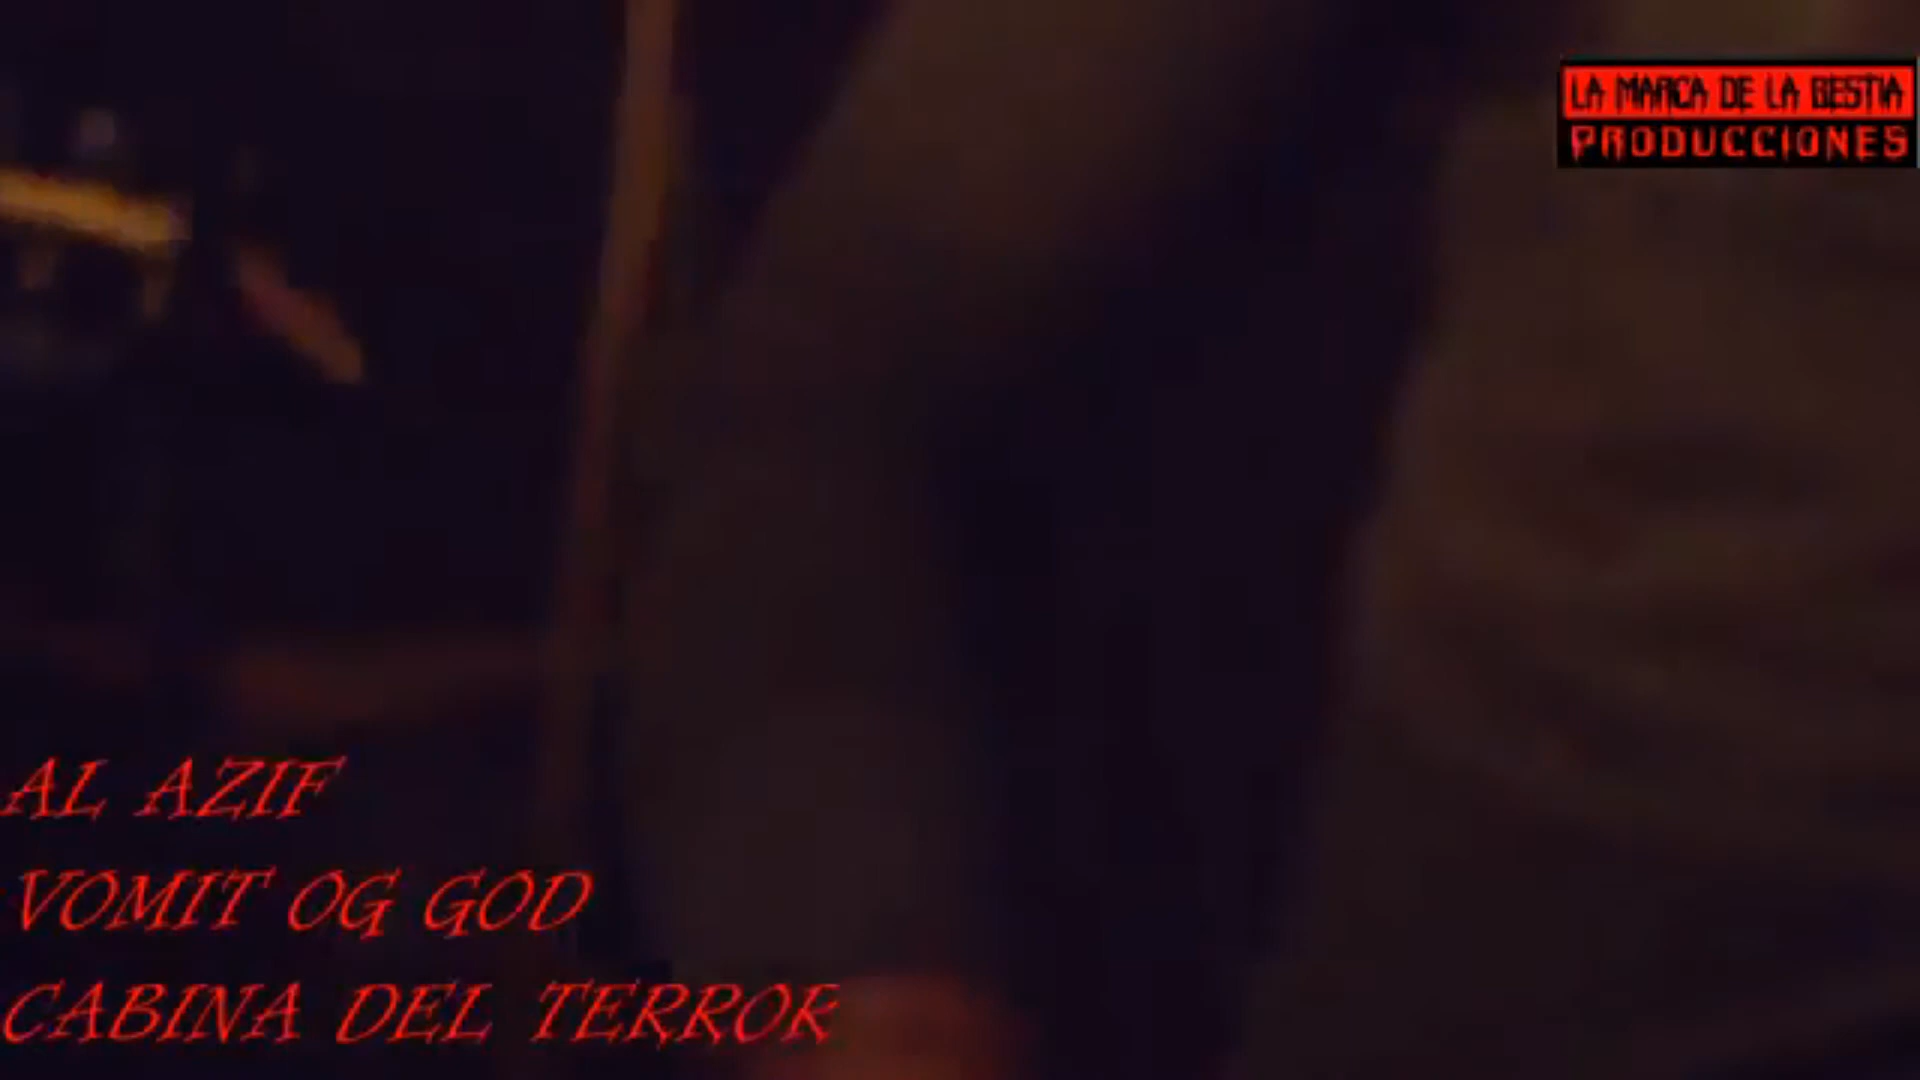 LA MARCA DE LA BESTIA
PRODUCCIONES
AL AZIF
VOMIT OG GOD
CABINA DEL TERROR